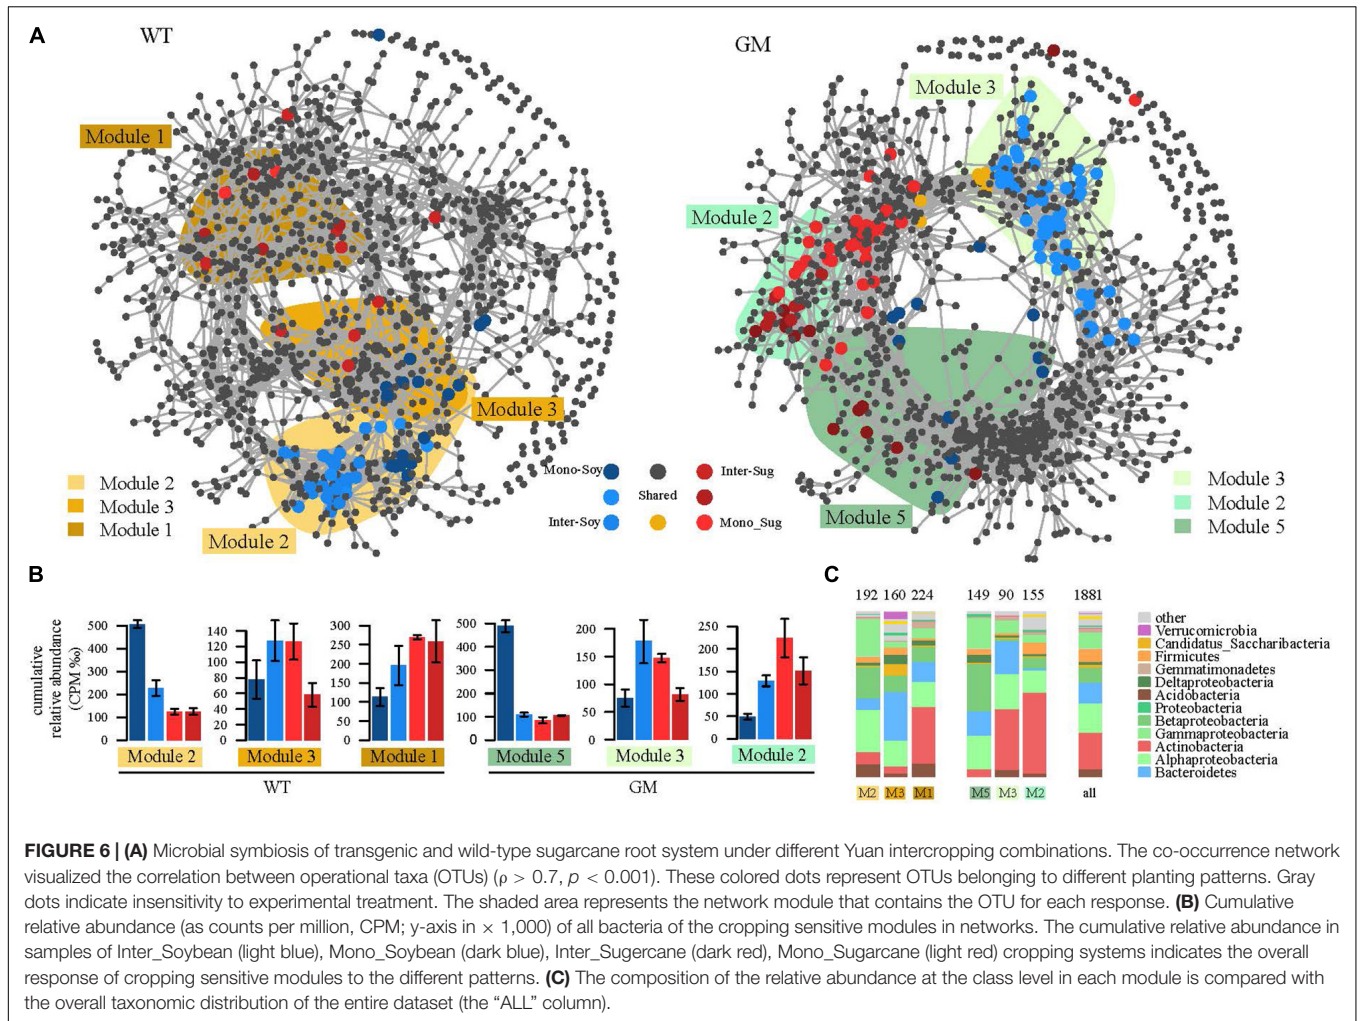 A
WT
GM
Module 1
Module 3
Module 2
Module 3
Module 2
Module 5
Mono-Soy
Inter-Sug
Shared
Inter-Soy
Mono_Sug
Module 2
Module 3
Module 1
Module 3
Module 2
Module 5
B
cumulative
relative abundance
(CPM ‰)
500
400
300
200
100
0
Module 2
140
120
100
80
60
40
20
0
Module 3
300
250
200
150
100
50
0
Module 1
WT
500
400
300
200
100
0
Module 5
200
150
100
50
0
Module 3
250
200
150
100
50
0
Module 2
GM
C
192 160 224 149 90 155 1881
M2 M3 M1 M5 M3 M2 all
other
Verrucomicrobia
Candidatus_Saccharibacteria
Firmicutes
Gemmatimonadetes
Deltaproteobacteria
Acidobacteria
Proteobacteria
Betaproteobacteria
Gammaproteobacteria
Actinobacteria
Alphaproteobacteria
Bacteroidetes
FIGURE 6 | (A) Microbial symbiosis of transgenic and wild-type sugarcane root system under different Yuan intercropping combinations. The co-occurrence network
visualized the correlation between operational taxa (OTUs) (ρ > 0.7, p < 0.001). These colored dots represent OTUs belonging to different planting patterns. Gray
dots indicate insensitivity to experimental treatment. The shaded area represents the network module that contains the OTU for each response. (B) Cumulative
relative abundance (as counts per million, CPM; y-axis in × 1,000) of all bacteria of the cropping sensitive modules in networks. The cumulative relative abundance in
samples of Inter_Soybean (light blue), Mono_Soybean (dark blue), Inter_Sugercane (dark red), Mono_Sugarcane (light red) cropping systems indicates the overall
response of cropping sensitive modules to the different patterns. (C) The composition of the relative abundance at the class level in each module is compared with
the overall taxonomic distribution of the entire dataset (the “ALL” column).